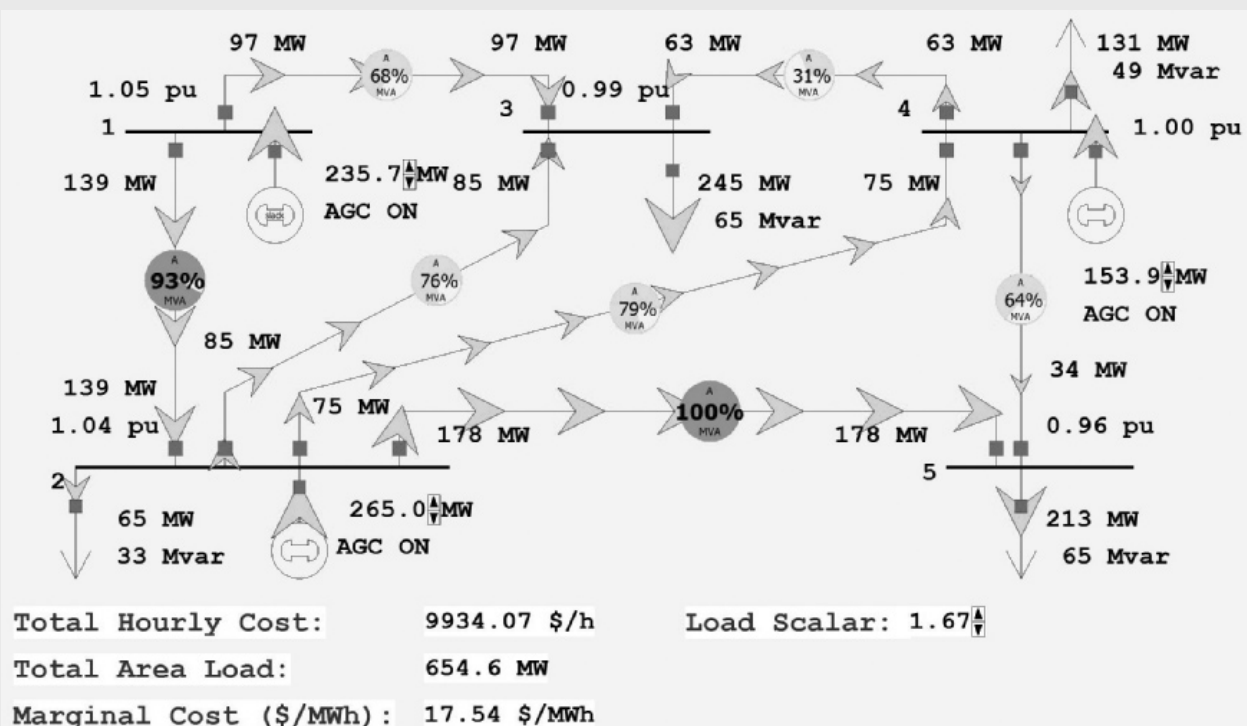 97 MW
97 MW
63 MW
63 MW
131 MW
49 Mvar
A
68%
MVA
A
31%
MVA
1.05 pu
0.99 pu
1
3
4
1.00 pu
139 MW
235.7 MW
85 MW
245 MW
75 MW
slack
AGC ON
65 Mvar
A
93%
MVA
A
76%
MVA
A
79%
MVA
A
64%
MVA
153.9 MW
AGC ON
85 MW
139 MW
75 MW
34 MW
1.04 pu
178 MW
A
100%
MVA
178 MW
0.96 pu
2
5
65 MW
265.0 MW
213 MW
33 Mvar
AGC ON
65 Mvar
Total Hourly Cost: 9934.07 $/h
Load Scalar: 1.67
Total Area Load: 654.6 MW
Marginal Cost ($/MWh): 17.54 $/MWh